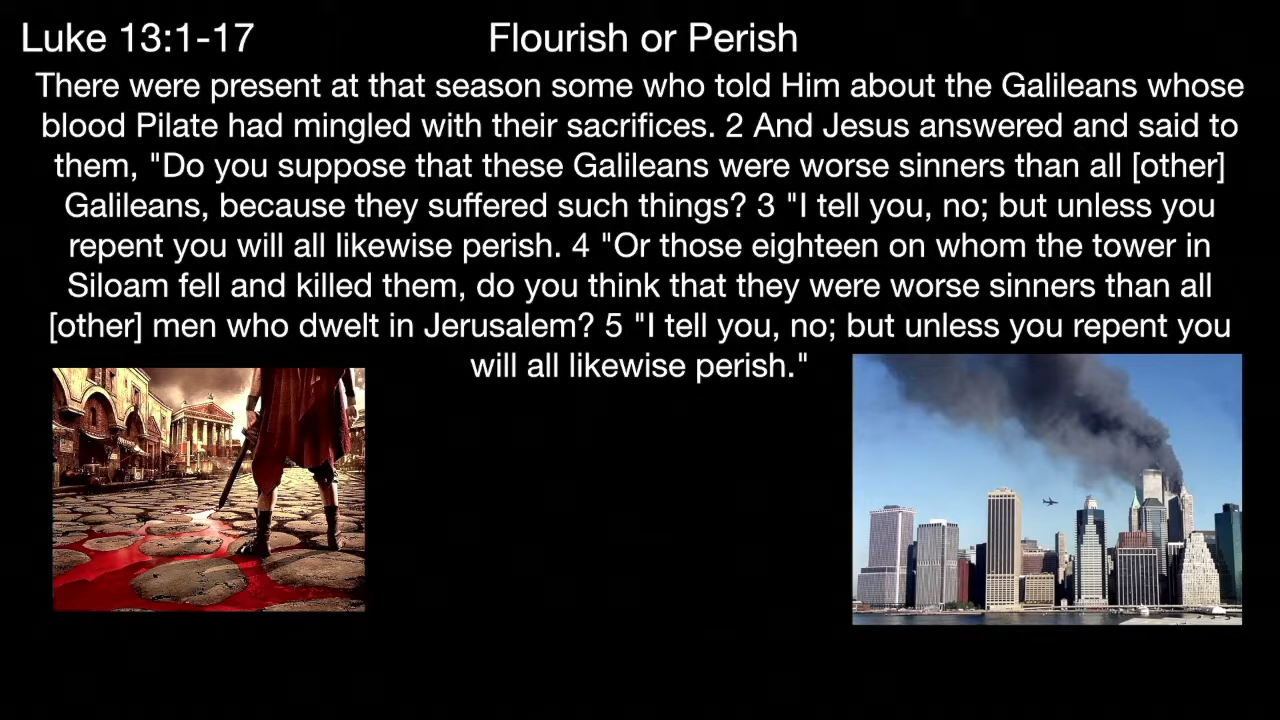 Luke 13:1-17 Flourish or Perish
There were present at that season some who told Him about the Galileans whose
blood Pilate had mingled with their sacrifices. 2 And Jesus answered and said to
them, "Do you suppose that these Galileans were worse sinners than all [other]
Galileans, because they suffered such things? 3 "I tell you, no; but unless you
repent you will all likewise perish. 4 "Or those eighteen on whom the tower in
Siloam fell and killed them, do you think that they were worse sinners than all
[other] men who dwelt in Jerusalem? 5 "I tell you, no; but unless you repent you
will all likewise perish."